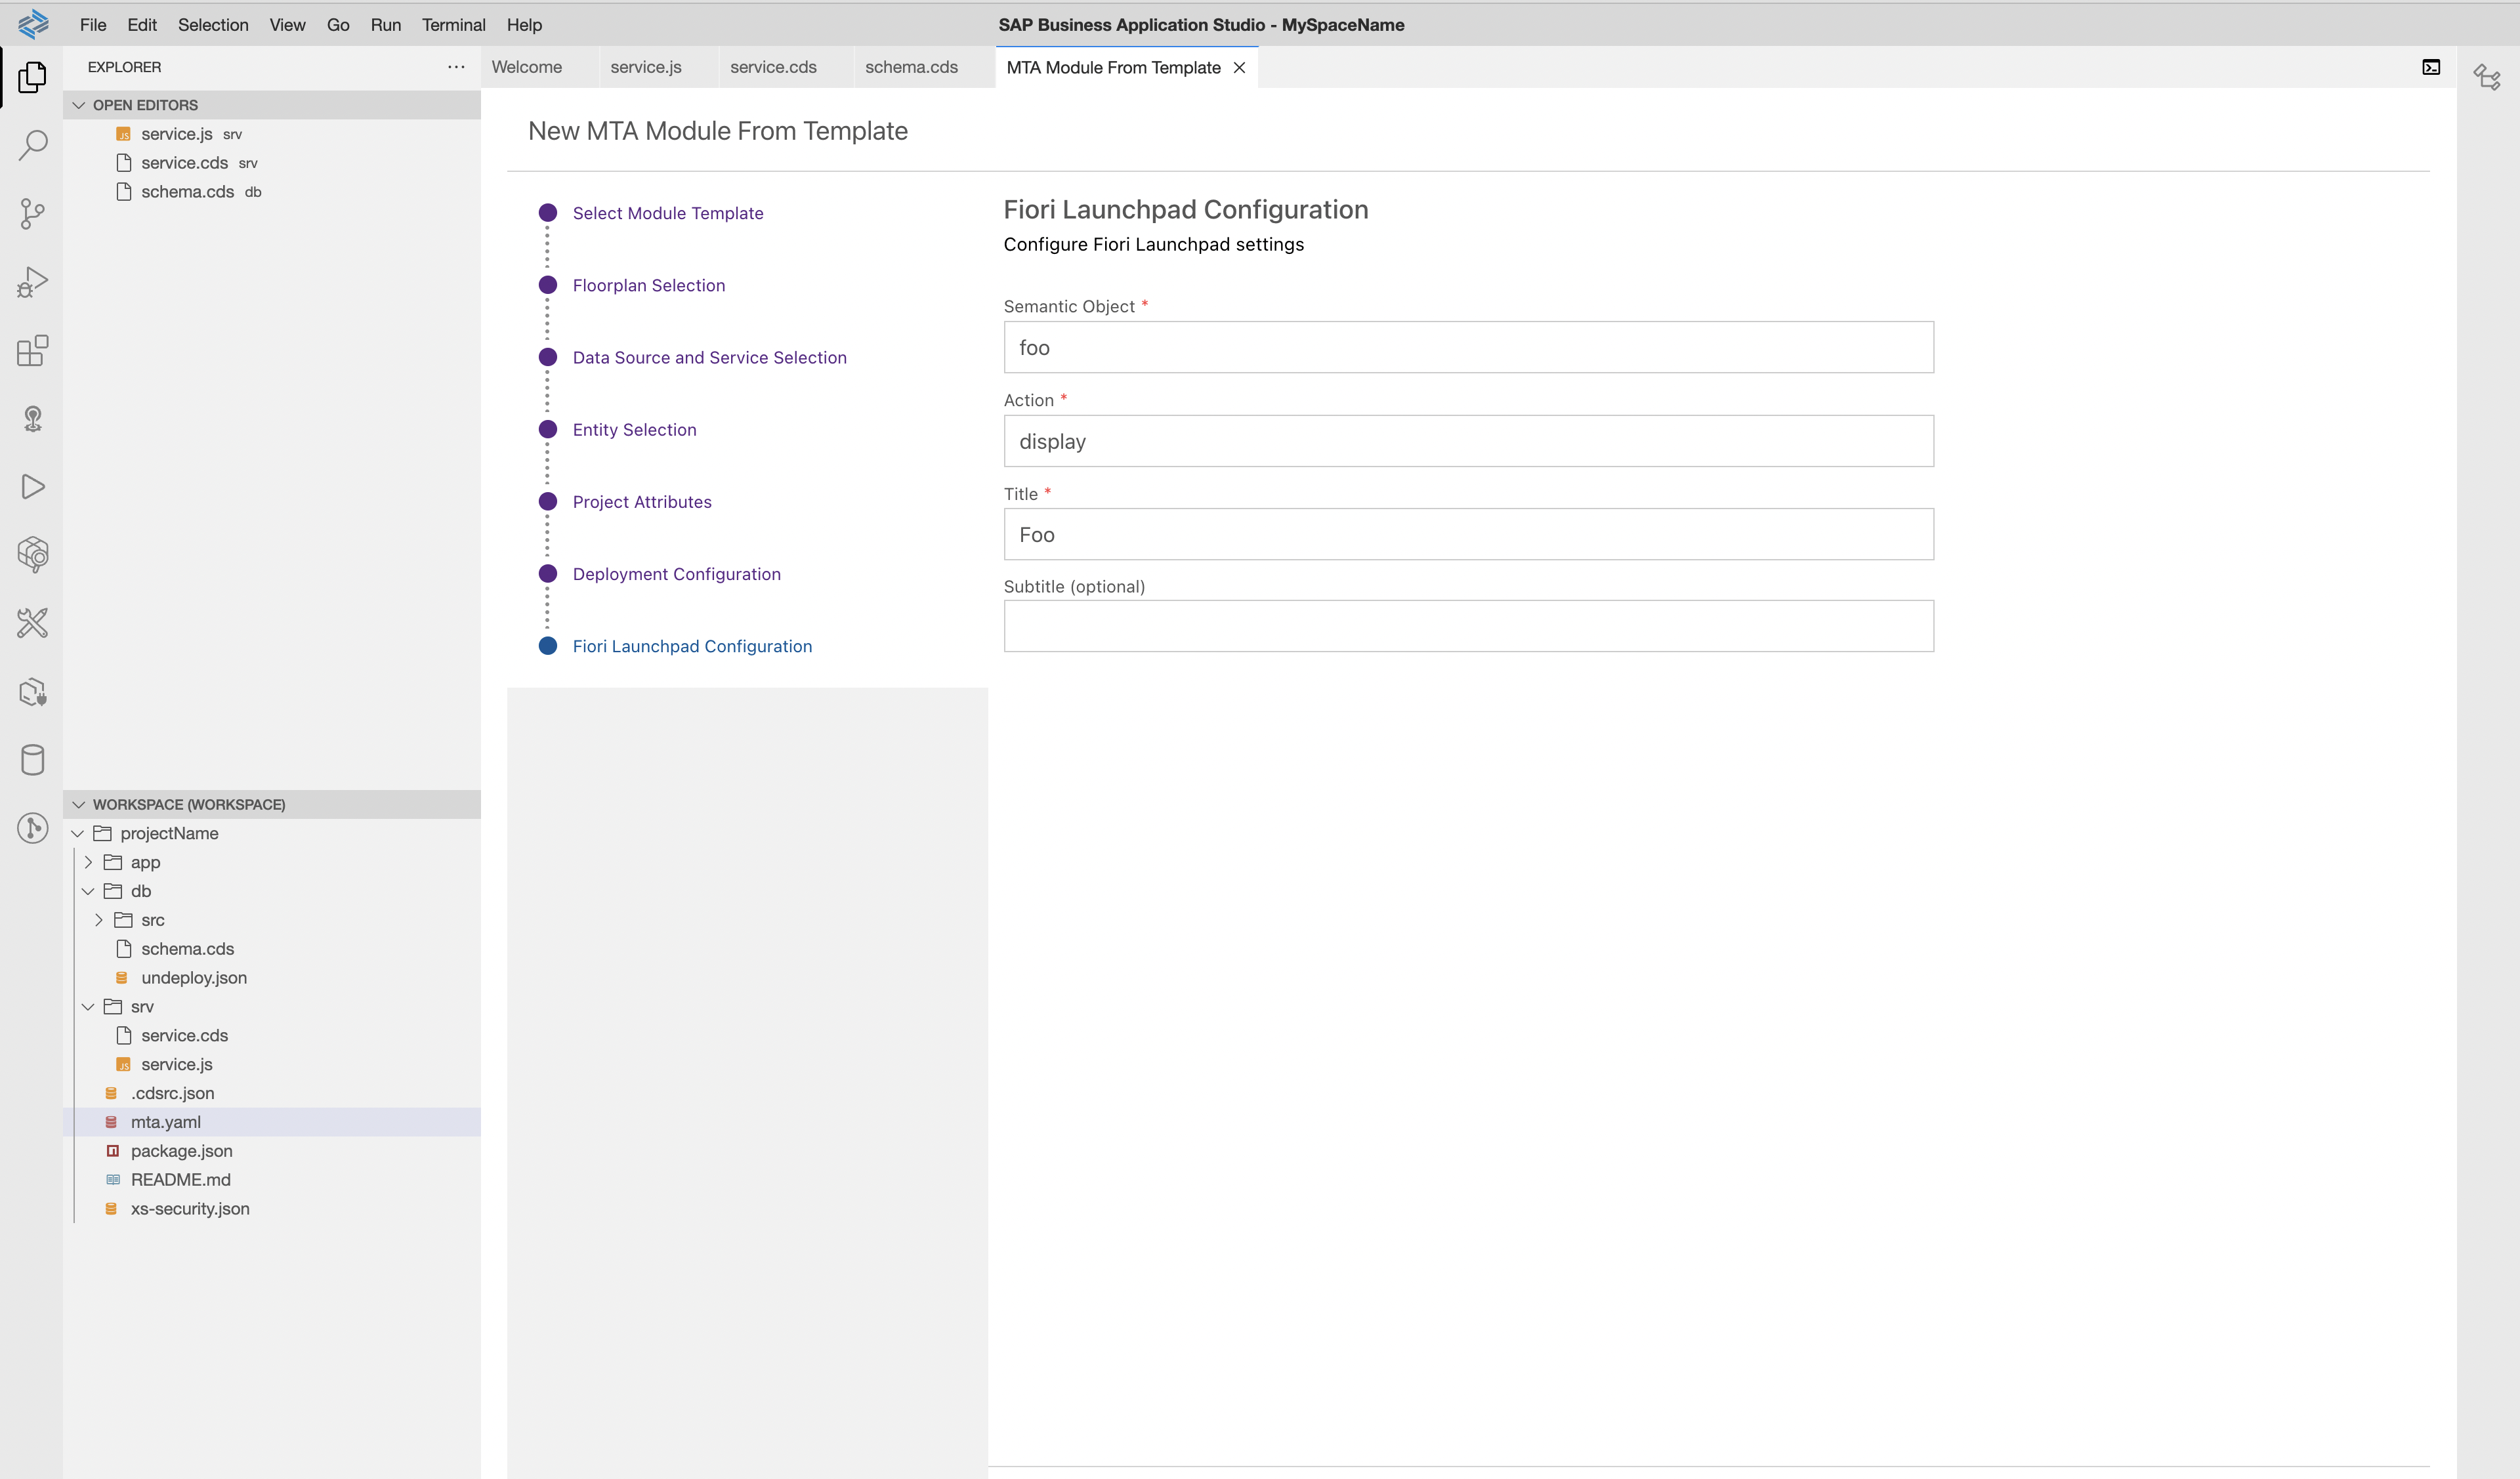 File Edit Selection View Go Run Terminal Help
SAP Business Application Studio - MySpaceName
EXPLORER
OPEN EDITORS
service.js srv
service.cds srv
schema.cds db
WORKSPACE (WORKSPACE)
projectName
app
db
src
schema.cds
undeploy.json
srv
service.cds
service.js
.cdsrc.json
mta.yaml
package.json
README.md
xs-security.json
Welcome service.js service.cds schema.cds MTA Module From Template
New MTA Module From Template
Select Module Template
Floorplan Selection
Data Source and Service Selection
Entity Selection
Project Attributes
Deployment Configuration
Fiori Launchpad Configuration
Fiori Launchpad Configuration
Configure Fiori Launchpad settings
Semantic Object *
foo
Action *
display
Title *
Foo
Subtitle (optional)